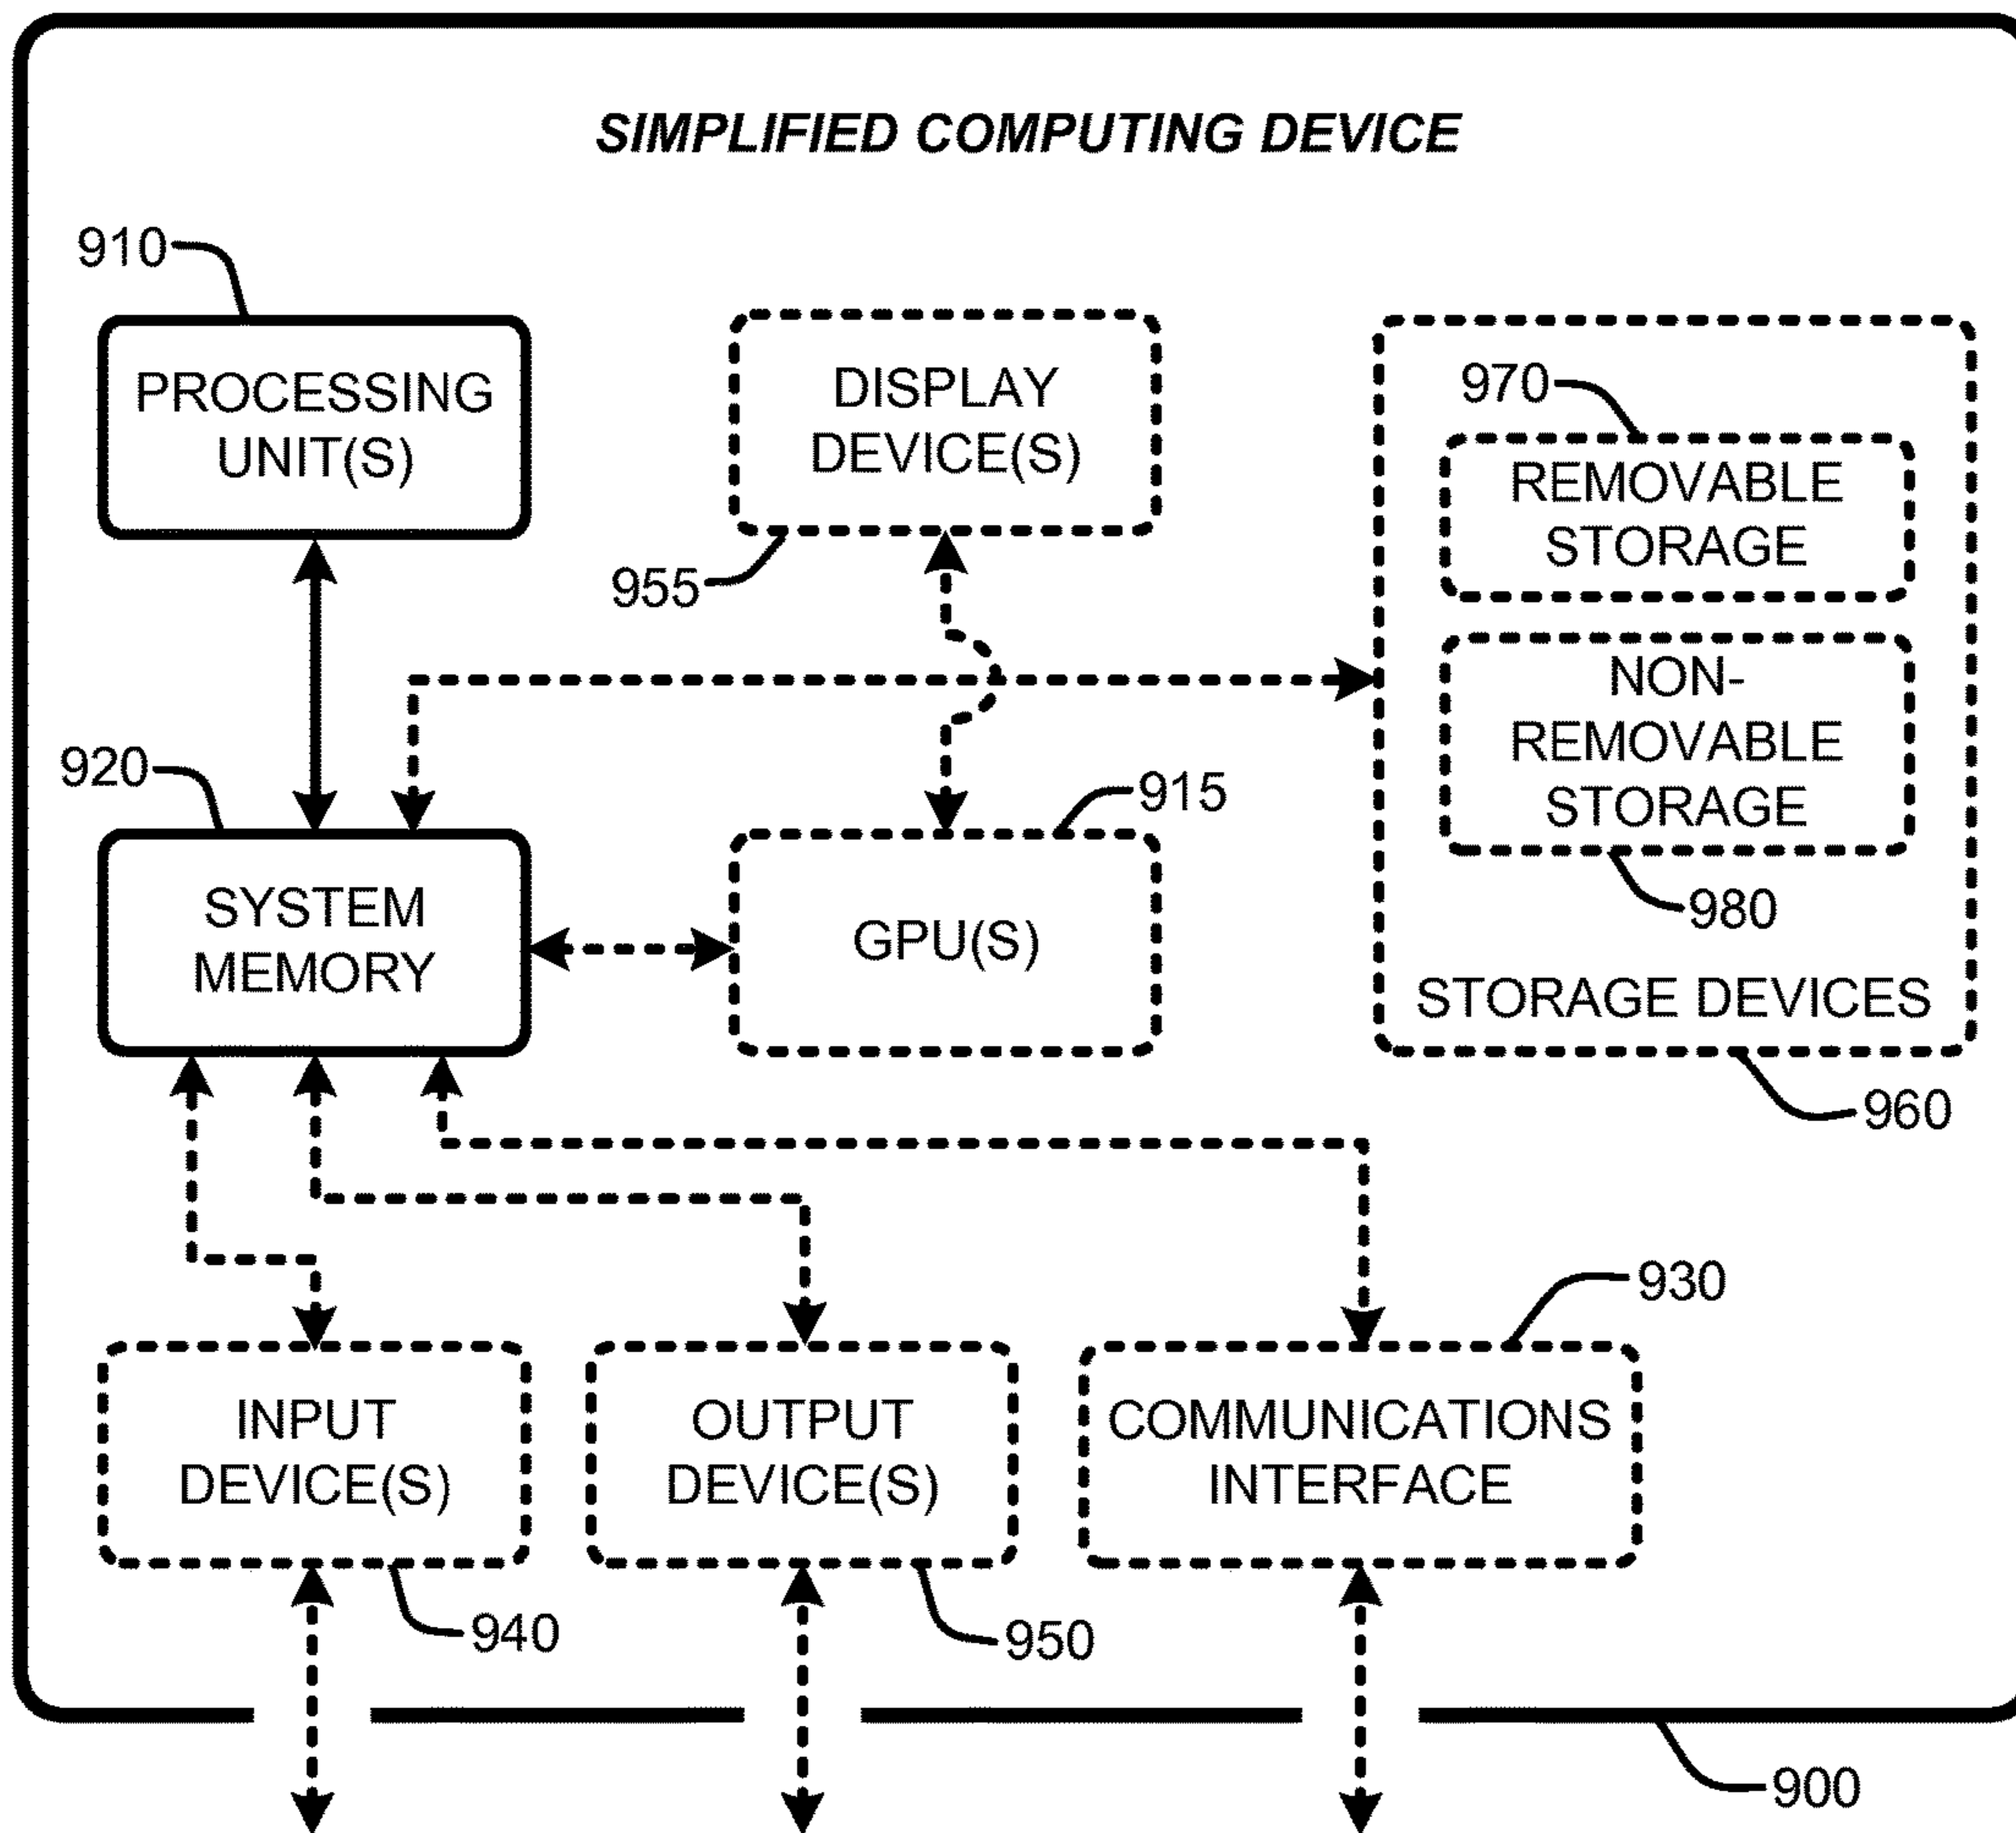 SIMPLIFIED COMPUTING DEVICE
910
PROCESSING
UNIT(S)
DISPLAY
DEVICE(S)
955
970
REMOVABLE
STORAGE
NON-
REMOVABLE
STORAGE
980
STORAGE DEVICES
960
920
SYSTEM
MEMORY
915
GPU(S)
930
INPUT
DEVICE(S)
940
OUTPUT
DEVICE(S)
950
COMMUNICATIONS
INTERFACE
900